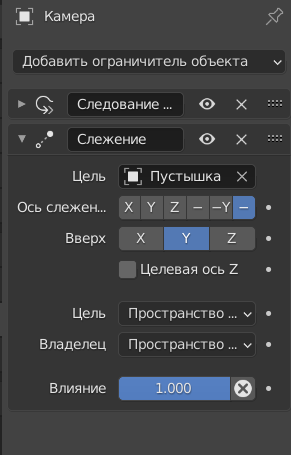 Камера
Добавить ограничитель объекта
Следование ...
Слежение
Цель Пустышка
Ось слежен... X Y Z − −Y −
Вверх X Y Z
Целевая ось Z
Цель Пространство ...
Владелец Пространство ...
Влияние 1.000